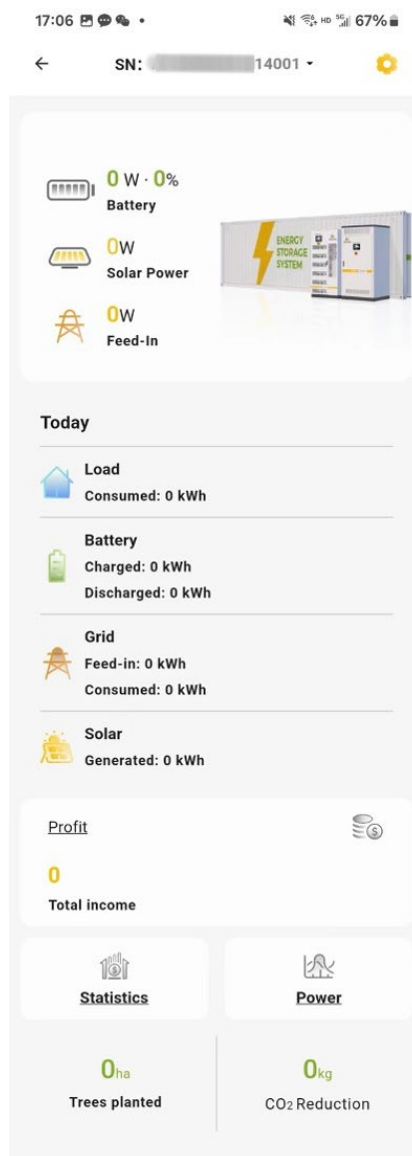 17:06 HD 5G 67%
SN: 14001
0 W · 0%
Battery
0W
Solar Power
0W
Feed-In
ENERGY
STORAGE
SYSTEM
Today
Load
Consumed: 0 kWh
Battery
Charged: 0 kWh
Discharged: 0 kWh
Grid
Feed-in: 0 kWh
Consumed: 0 kWh
Solar
Generated: 0 kWh
Profit
0
Total income
Statistics
Power
0ha
Trees planted
0kg
CO2 Reduction